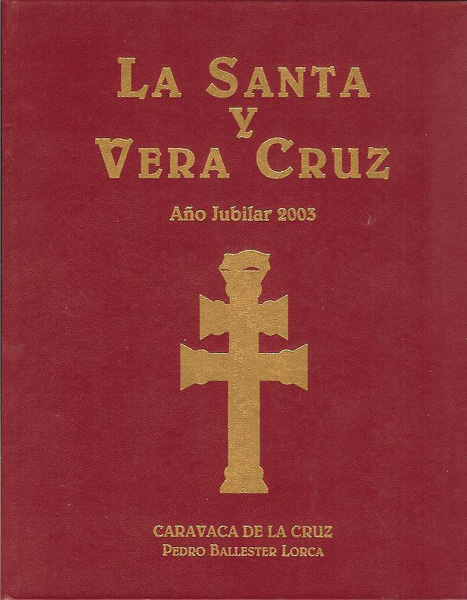 LA SANTA
Y
VERA CRUZ
Año Jubilar 2003
CARAVACA DE LA CRUZ
PEDRO BALLESTER LORCA